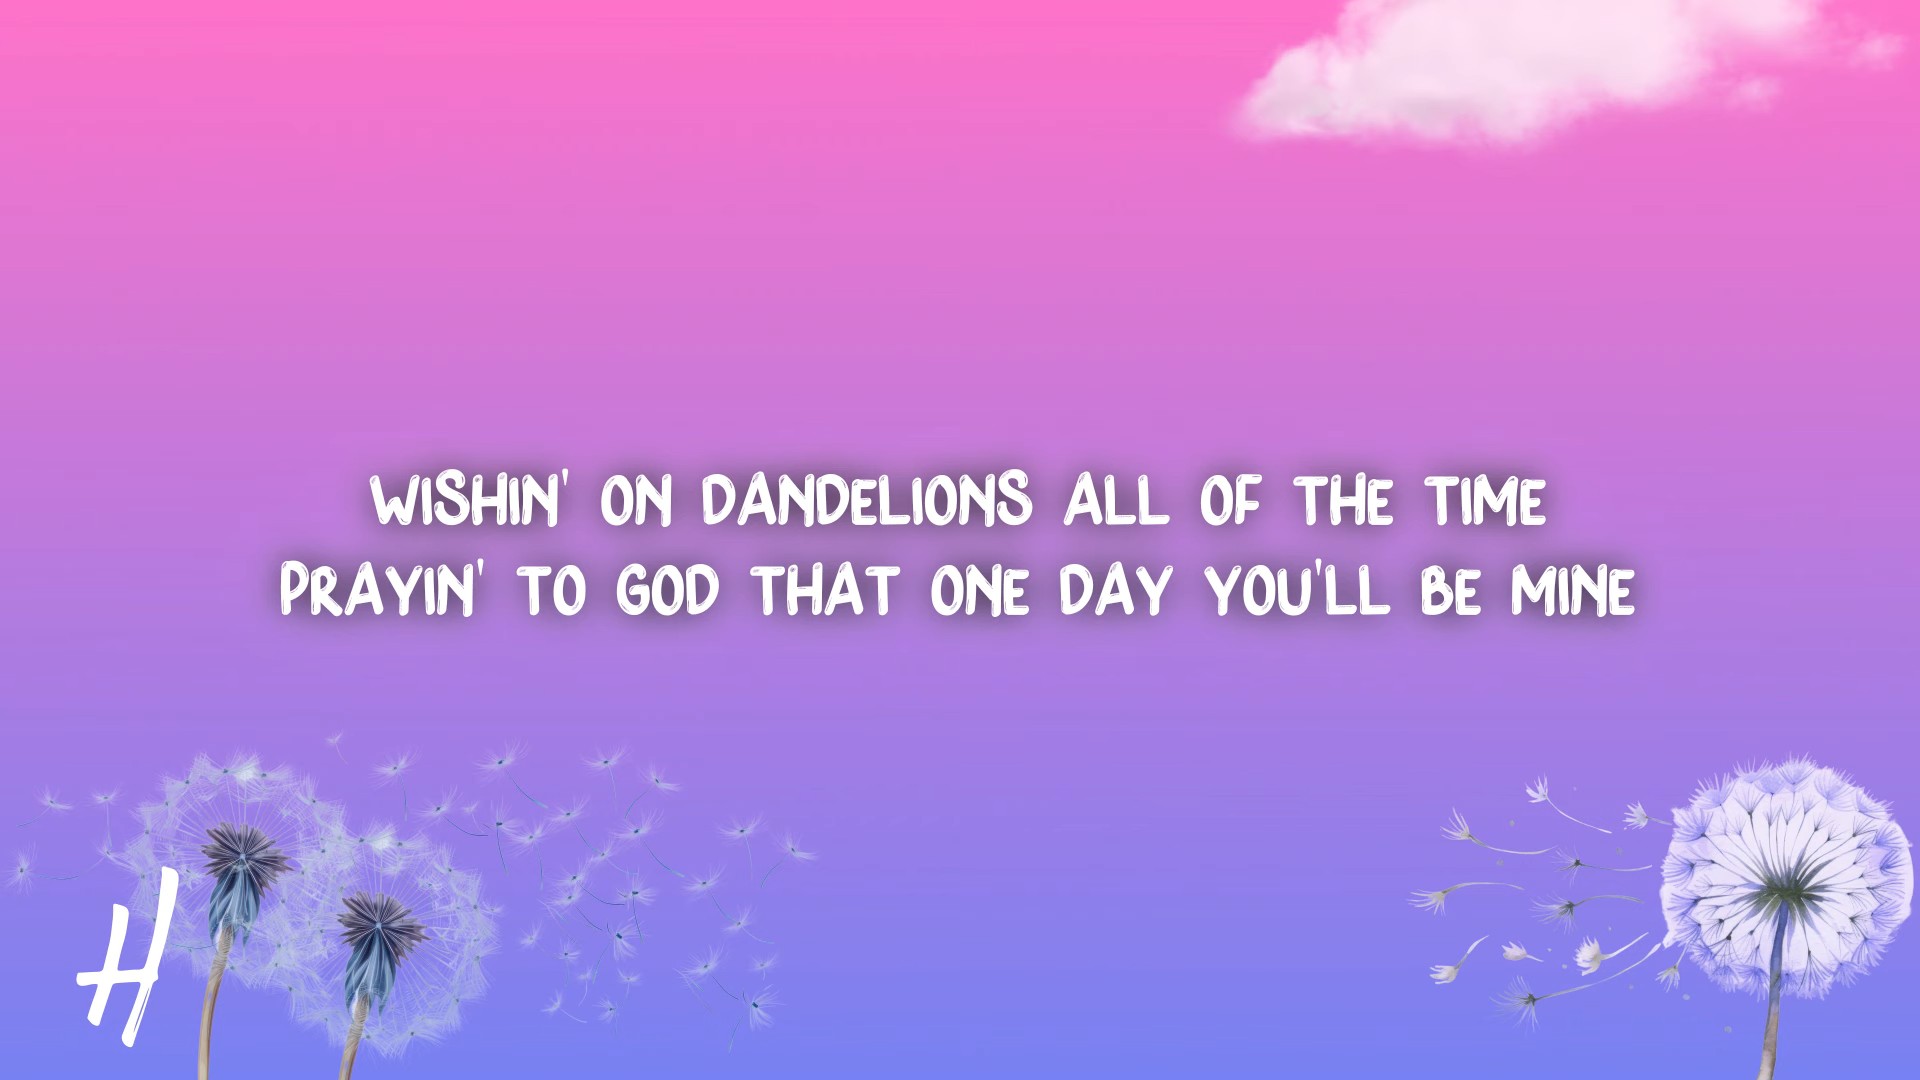 WISHIN' ON DANDELIONS ALL OF THE TIME
PRAYIN' TO GOD THAT ONE DAY YOU'LL BE MINE
H